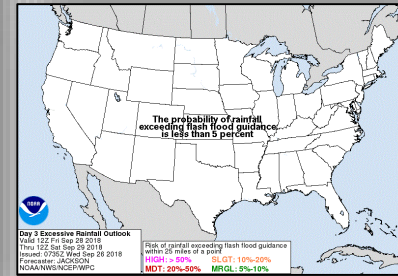 The probability of rainfall
exceeding flash flood guidance
is less than 5 percent
noaa
Day 3 Excessive Rainfall Outlook
Valid 12Z Fri Sep 28 2018
Thru 12Z Sat Sep 29 2018
Issued: 0735Z Wed Sep 26 2018
Forecaster: JACKSON
NOAA/NWS/NCEP/WPC
Risk of rainfall exceeding flash flood guidance
within 25 miles of a point
HIGH: > 50% SLGT: 10%-20%
MDT: 20%-50% MRGL: 5%-10%